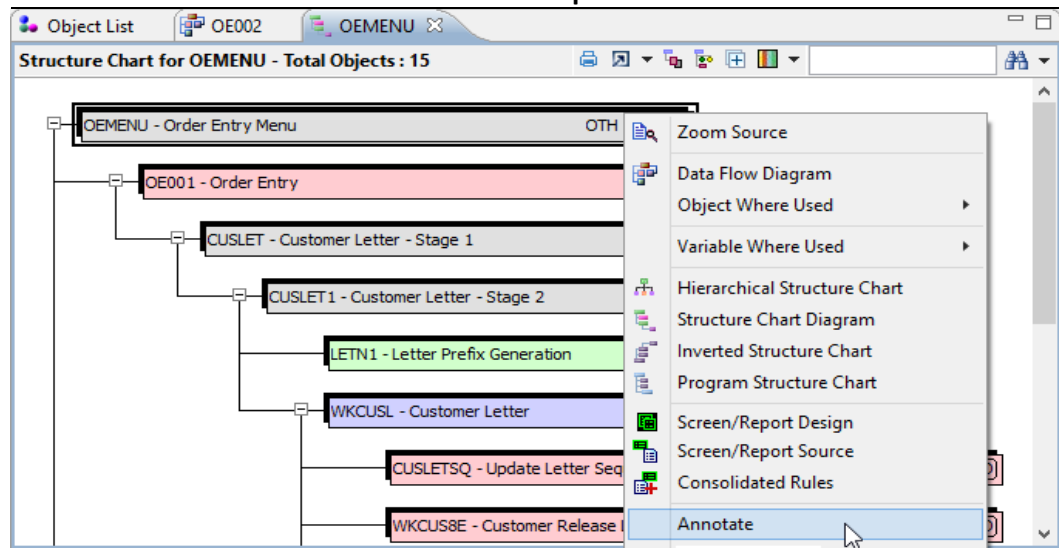 Object List OE002 OEMENU
Structure Chart for OEMENU - Total Objects : 15
OEMENU - Order Entry Menu OTH
OE001 - Order Entry
CUSLET - Customer Letter - Stage 1
CUSLET1 - Customer Letter - Stage 2
LETN1 - Letter Prefix Generation
WKCUSL - Customer Letter
CUSLETSQ - Update Letter Seq
WKCUS8E - Customer Release
Zoom Source
Data Flow Diagram
Object Where Used
Variable Where Used
Hierarchical Structure Chart
Structure Chart Diagram
Inverted Structure Chart
Program Structure Chart
Screen/Report Design
Screen/Report Source
Consolidated Rules
Annotate